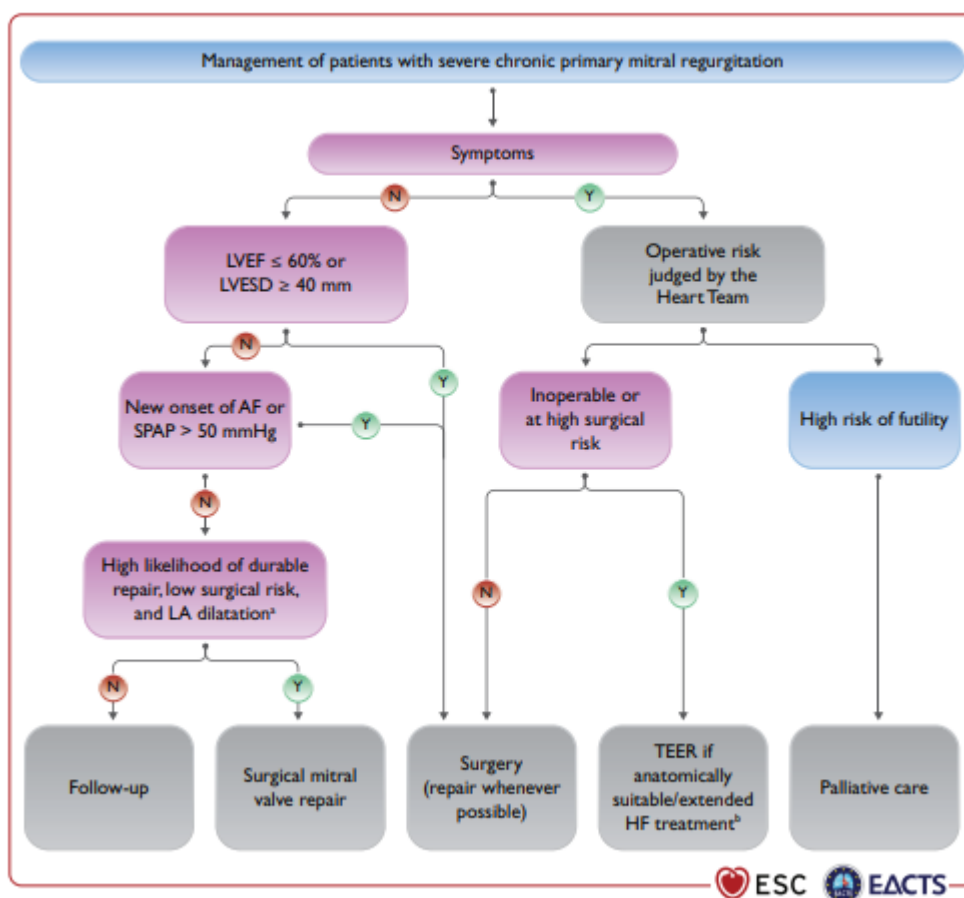 Management of patients with severe chronic primary mitral regurgitation
Symptoms
N
Y
LVEF ≤ 60% or
LVESD ≥ 40 mm
Operative risk
judged by the
Heart Team
N
Y
New onset of AF or
SPAP > 50 mmHg
Y
Inoperable or
at high surgical
risk
High risk of futility
N
High likelihood of durable
repair, low surgical risk,
and LA dilatationᵃ
N
Y
N
Y
Follow-up
Surgical mitral
valve repair
Surgery
(repair whenever
possible)
TEER if
anatomically
suitable/extended
HF treatmentᵇ
Palliative care
ESC
EACTS